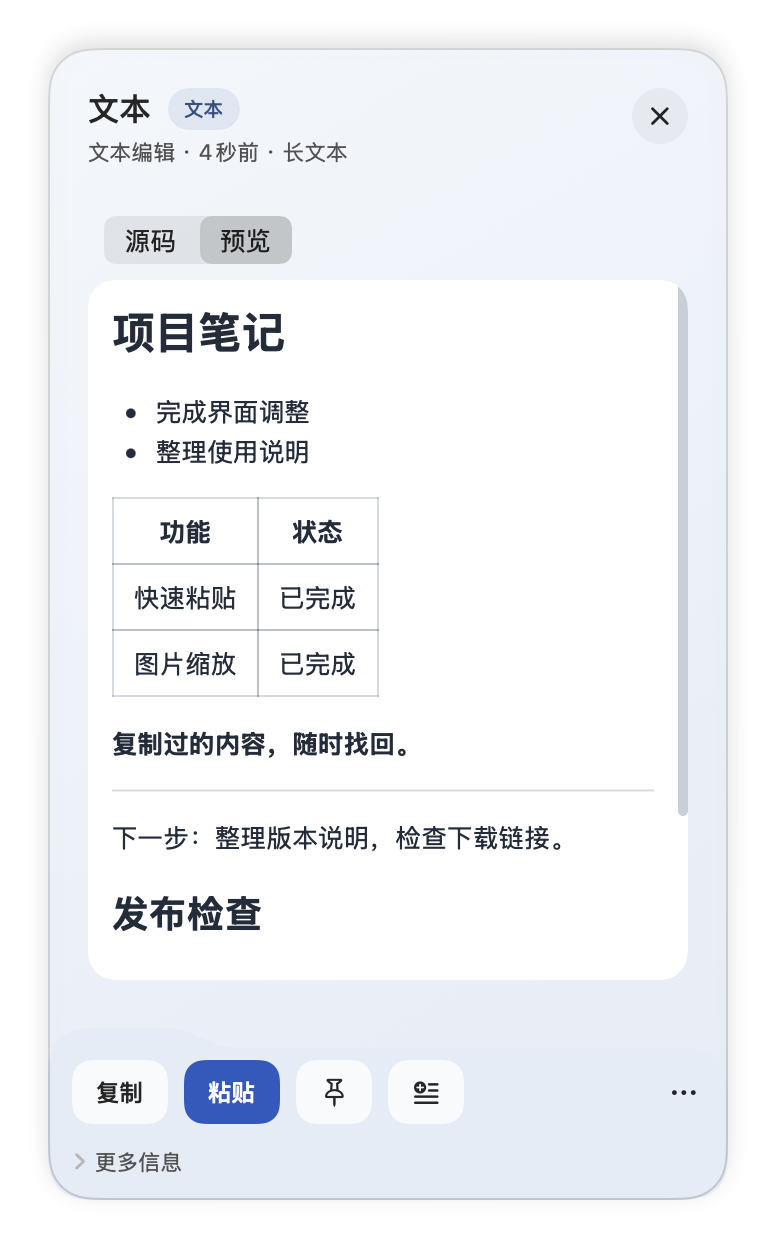 文本 文本
文本编辑 · 4秒前 · 长文本
源码 预览
项目笔记
• 完成界面调整
• 整理使用说明
功能 状态
快速粘贴 已完成
图片缩放 已完成
复制过的内容，随时找回。
下一步：整理版本说明，检查下载链接。
发布检查
复制 粘贴
更多信息